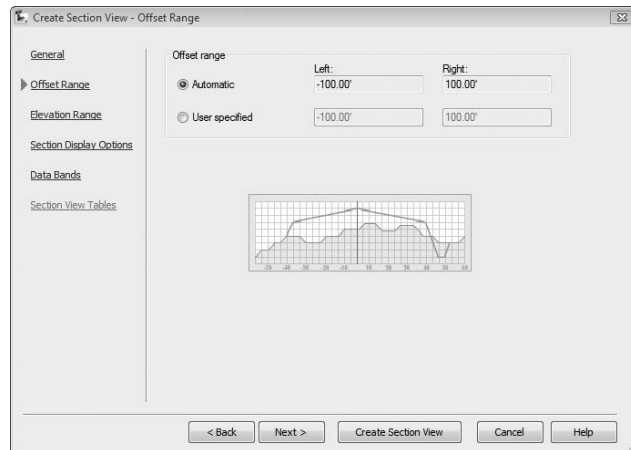 Create Section View - Offset Range
General
Offset Range
Elevation Range
Section Display Options
Data Bands
Section View Tables
Offset range
Left: Right:
Automatic -100.00' 100.00'
User specified -100.00' 100.00'
< Back Next > Create Section View Cancel Help